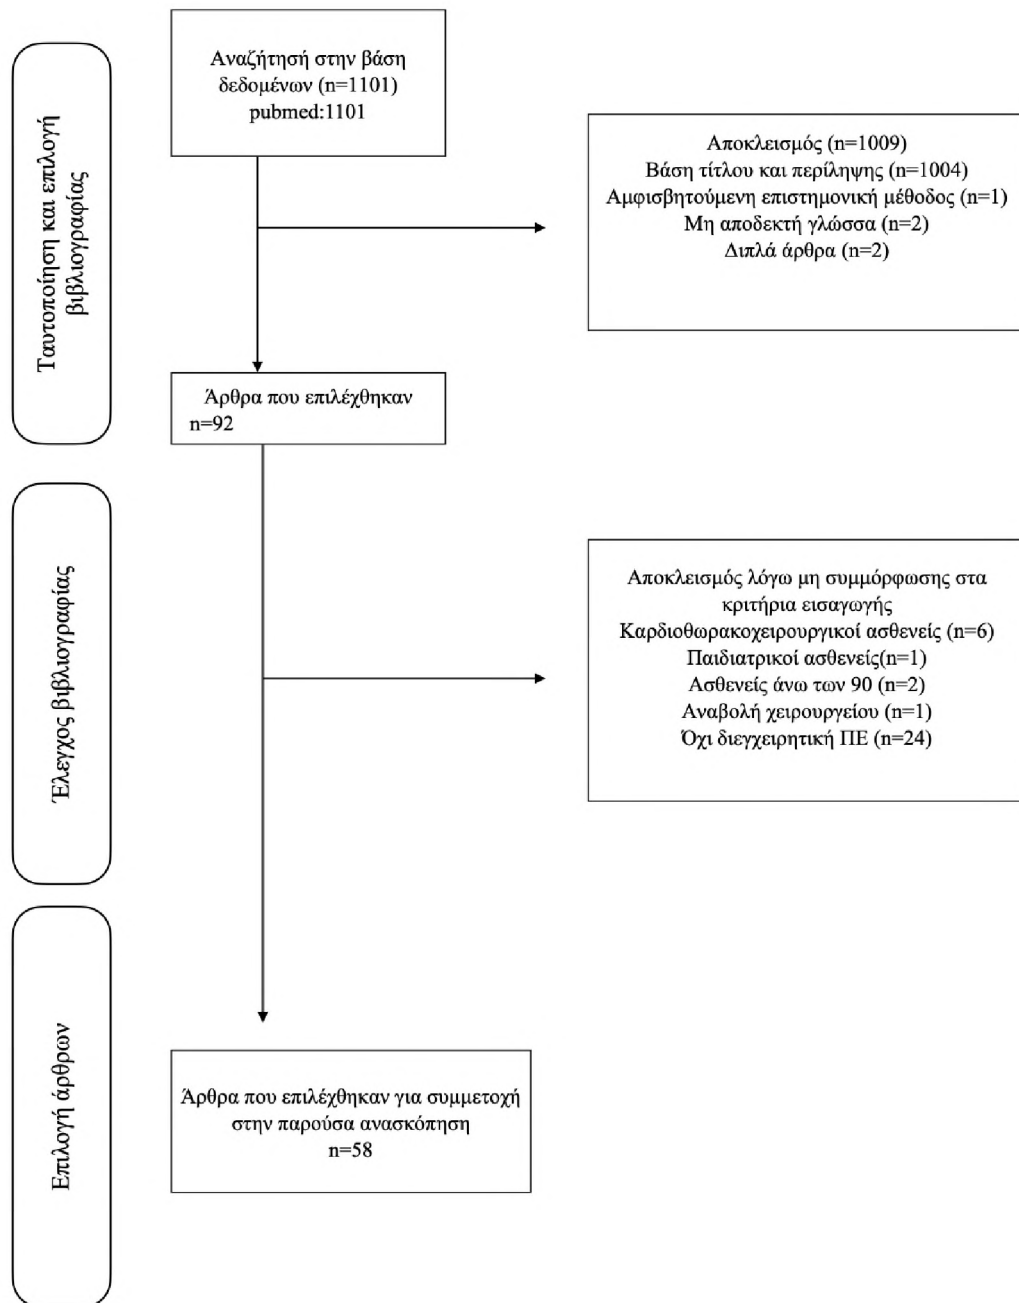 Ταυτοποίηση και επιλογή
βιβλιογραφίας
Αναζήτησή στην βάση
δεδομένων (n=1101)
pubmed:1101
Αποκλεισμός (n=1009)
Βάση τίτλου και περίληψης (n=1004)
Αμφισβητούμενη επιστημονική μέθοδος (n=1)
Μη αποδεκτή γλώσσα (n=2)
Διπλά άρθρα (n=2)
Άρθρα που επιλέχθηκαν
n=92
Έλεγχος βιβλιογραφίας
Αποκλεισμός λόγω μη συμμόρφωσης στα
κριτήρια εισαγωγής
Καρδιοθωρακοχειρουργικοί ασθενείς (n=6)
Παιδιατρικοί ασθενείς(n=1)
Ασθενείς άνω των 90 (n=2)
Αναβολή χειρουργείου (n=1)
Όχι διεγχειρητική ΠΕ (n=24)
Επιλογή άρθρων
Άρθρα που επιλέχθηκαν για συμμετοχή
στην παρούσα ανασκόπηση
n=58